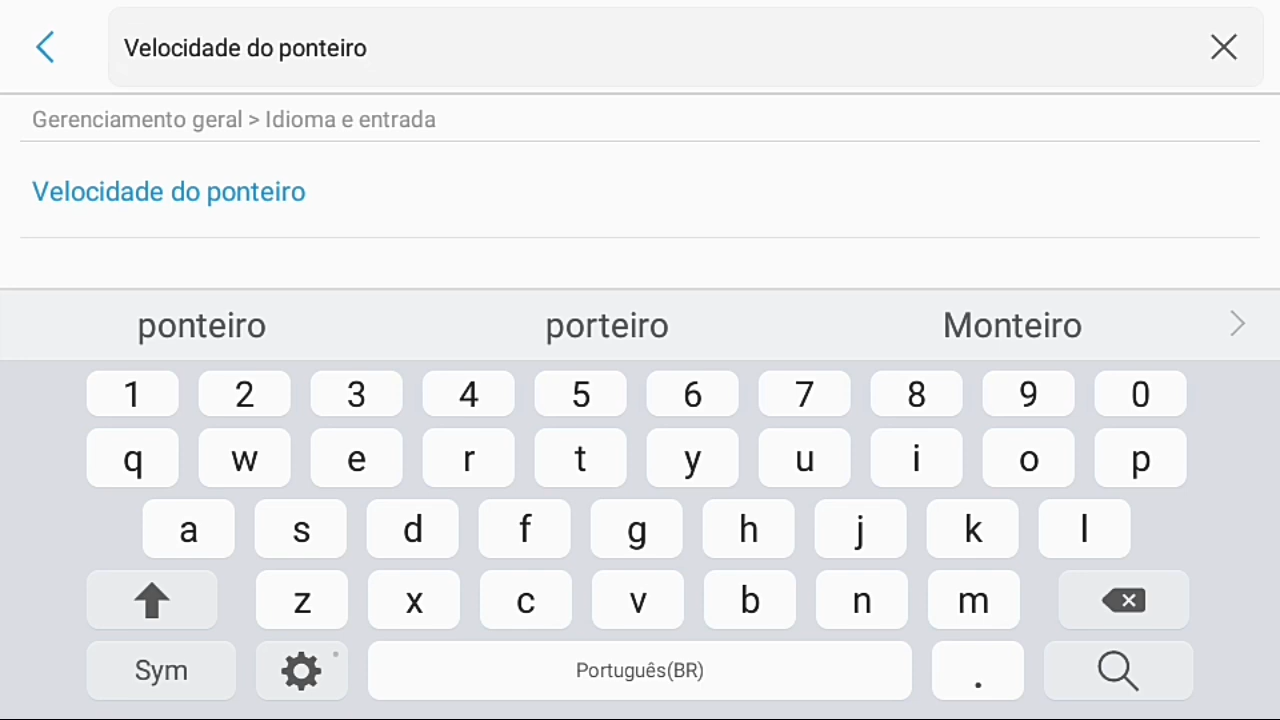 Velocidade do ponteiro
Gerenciamento geral > Idioma e entrada
Velocidade do ponteiro
ponteiro porteiro Monteiro
1 2 3 4 5 6 7 8 9 0
q w e r t y u i o p
a s d f g h j k l
z x c v b n m
Sym Português(BR) .